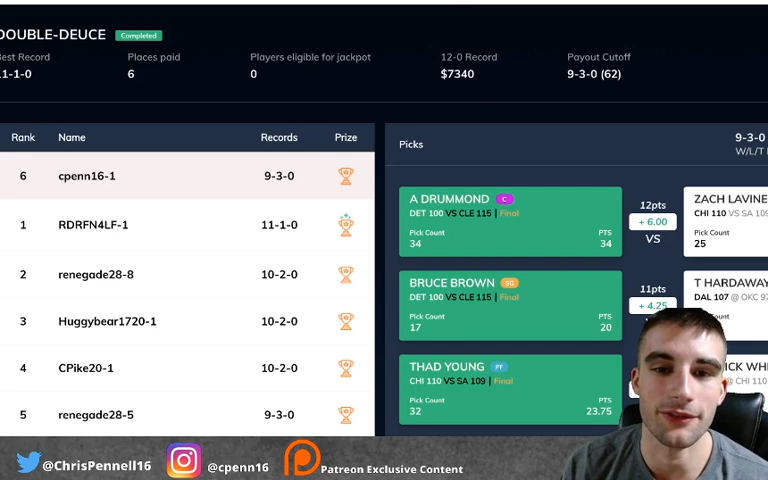 DOUBLE-DEUCE Completed
Best Record Places paid Players eligible for jackpot 12-0 Record Payout Cutoff
11-1-0 6 0 $7340 9-3-0 (62)
Rank Name Records Prize
6 cpenn16-1 9-3-0
1 RDRFN4LF-1 11-1-0
2 renegade28-8 10-2-0
3 Huggybear1720-1 10-2-0
4 CPike20-1 10-2-0
5 renegade28-5 9-3-0
Picks 9-3-0
W/L/T
A DRUMMOND C
DET 100 VS CLE 115 | Final
Pick Count PTS
34 34
12pts
+ 6.00
VS
ZACH LAVINE
CHI 110 VS SA 109
Pick Count
25
BRUCE BROWN SG
DET 100 VS CLE 115 | Final
Pick Count PTS
17 20
11pts
+ 4.25
T HARDAWAY
DAL 107 @ OKC
THAD YOUNG PF
CHI 110 VS SA 109 | Final
Pick Count PTS
32 23.75
@ CHI 110
@ChrisPennell16 @cpenn16 Patreon Exclusive Content